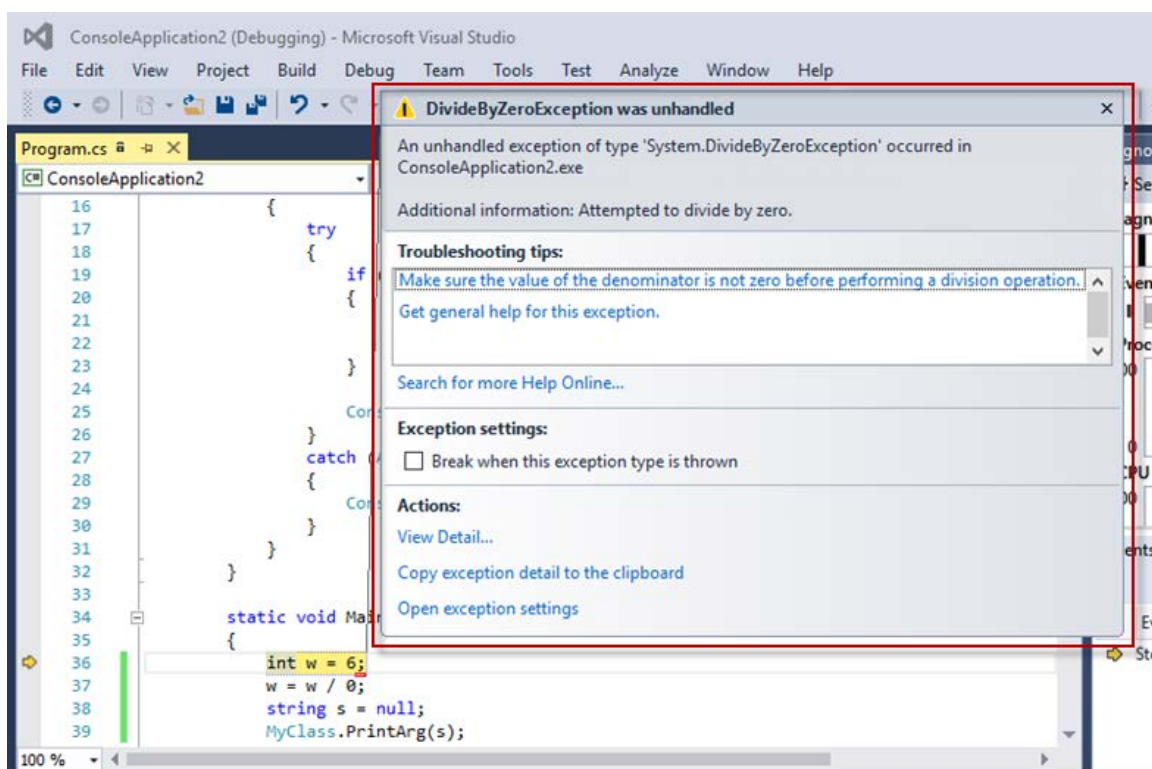 ConsoleApplication2 (Debugging) - Microsoft Visual Studio
File Edit View Project Build Debug Team Tools Test Analyze Window Help
DivideByZeroException was unhandled
An unhandled exception of type 'System.DivideByZeroException' occurred in
ConsoleApplication2.exe
Additional information: Attempted to divide by zero.
Troubleshooting tips:
Make sure the value of the denominator is not zero before performing a division operation.
Get general help for this exception.
Search for more Help Online...
Exception settings:
Break when this exception type is thrown
Actions:
View Detail...
Copy exception detail to the clipboard
Open exception settings
Program.cs
C# ConsoleApplication2
16 {
17 try
18 {
19 if
20 {
21
22
23 }
24
25 Con
26 }
27 catch (A
28 {
29 Con
30 }
31 }
32 }
33
34 static void Main
35 {
36 int w = 6;
37 w = w / 0;
38 string s = null;
39 MyClass.PrintArg(s);
100 %